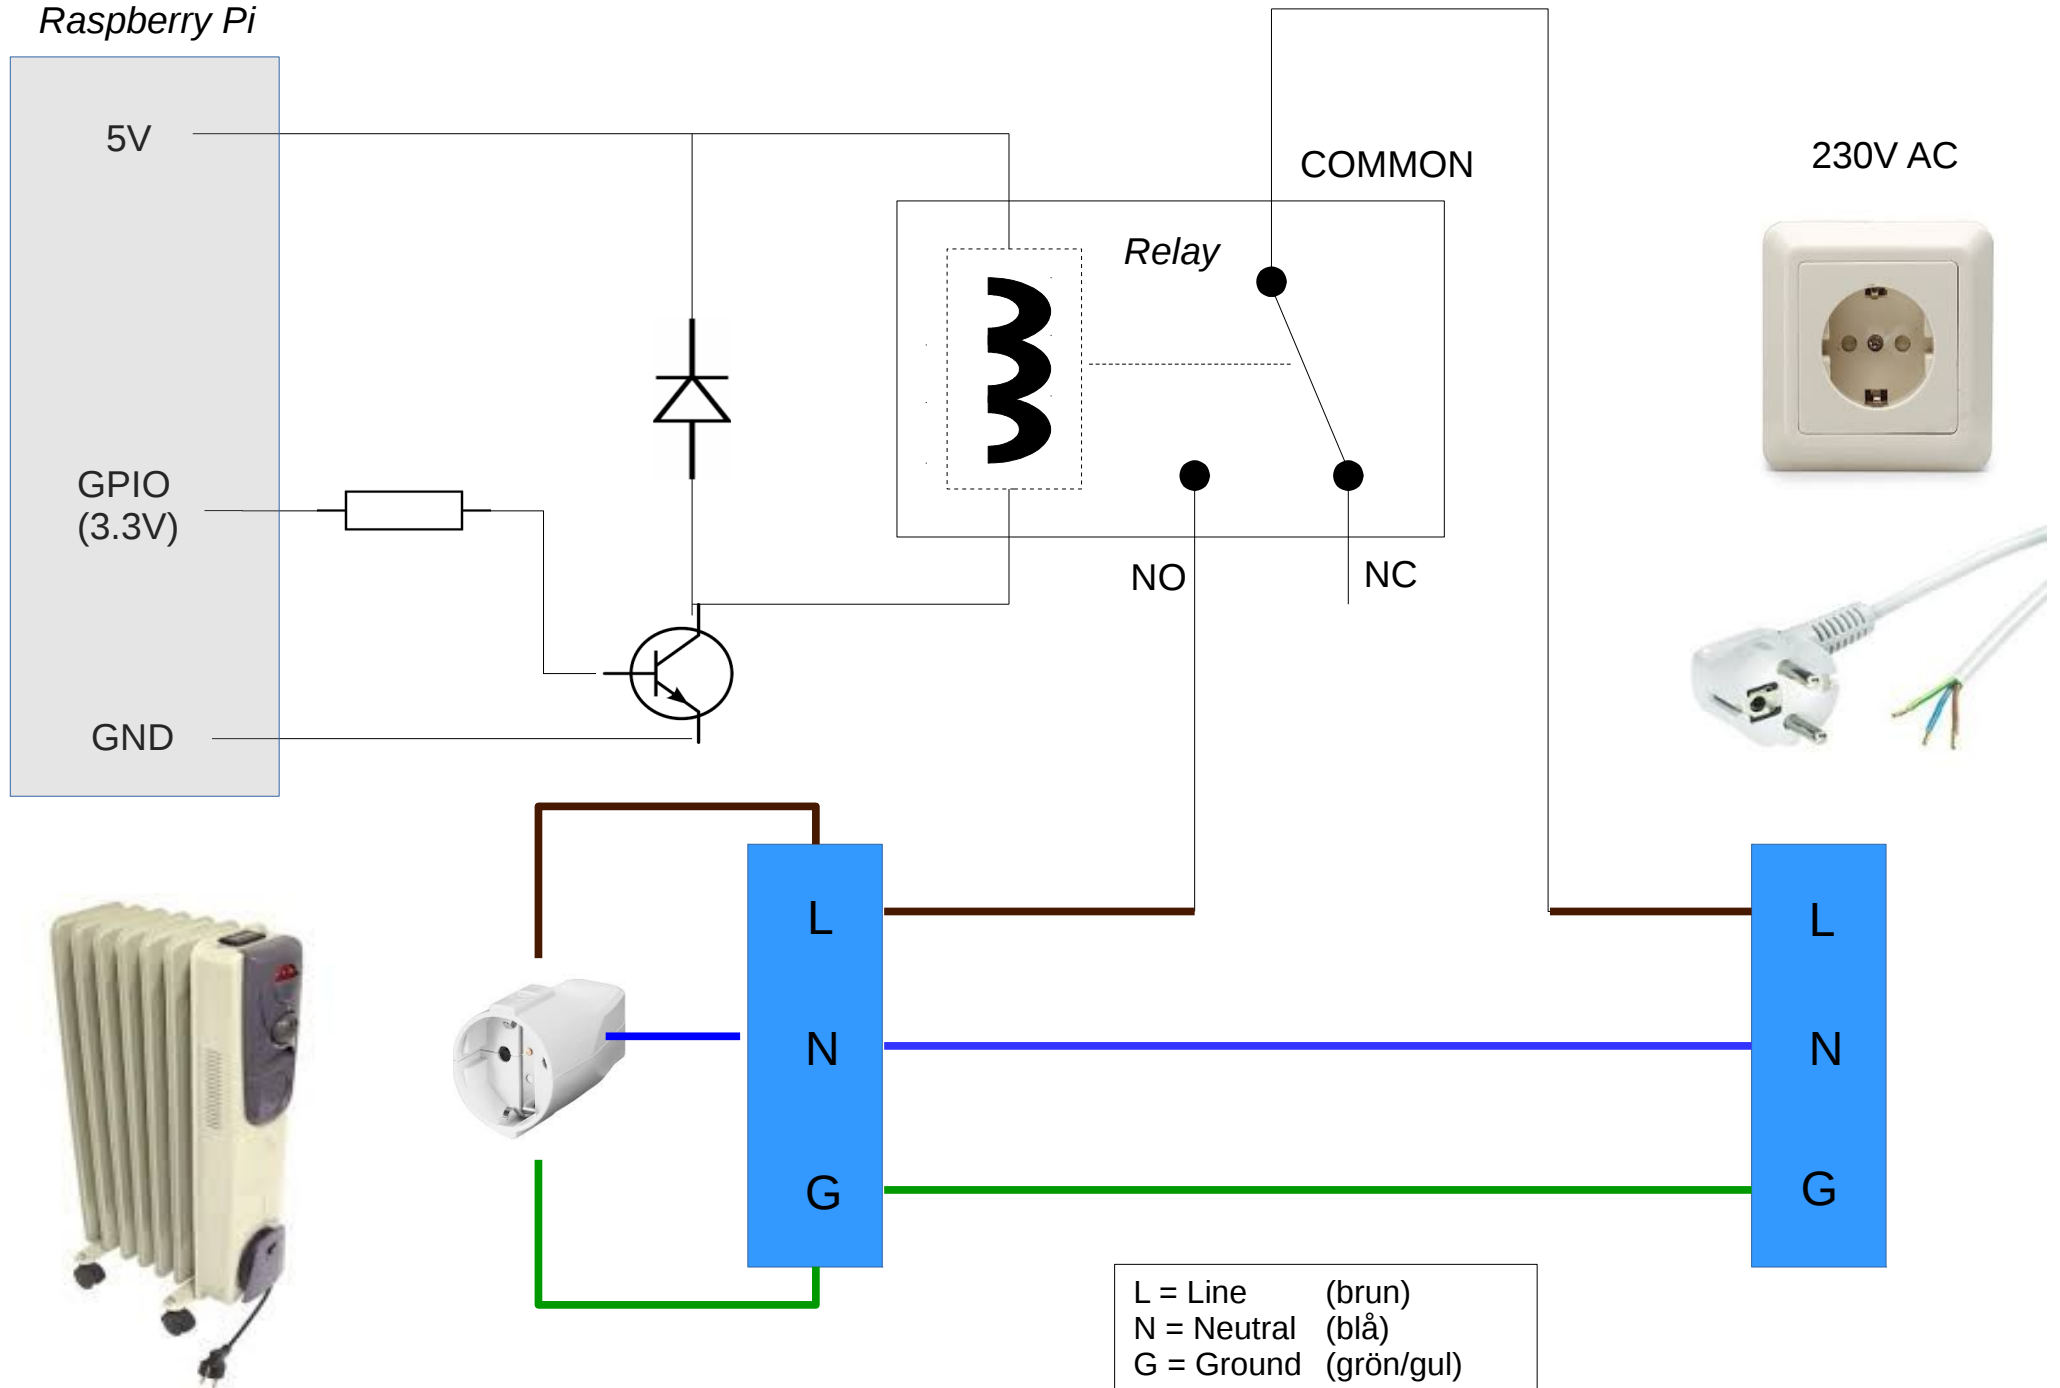 Raspberry Pi
5V
COMMON
230V AC
Relay
GPIO
(3.3V)
NO
NC
GND
L
L
N
N
G
G
L = Line (brun)
N = Neutral (blå)
G = Ground (grön/gul)